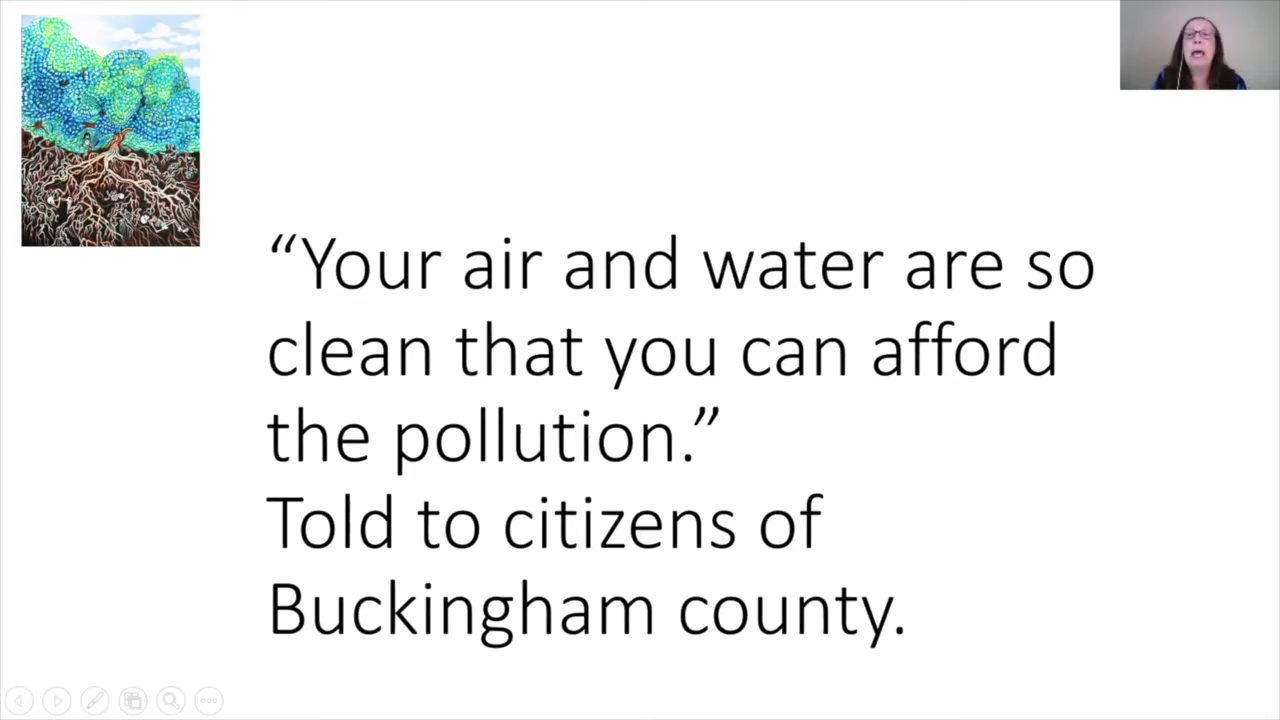 “Your air and water are so
clean that you can afford
the pollution.”
Told to citizens of
Buckingham county.